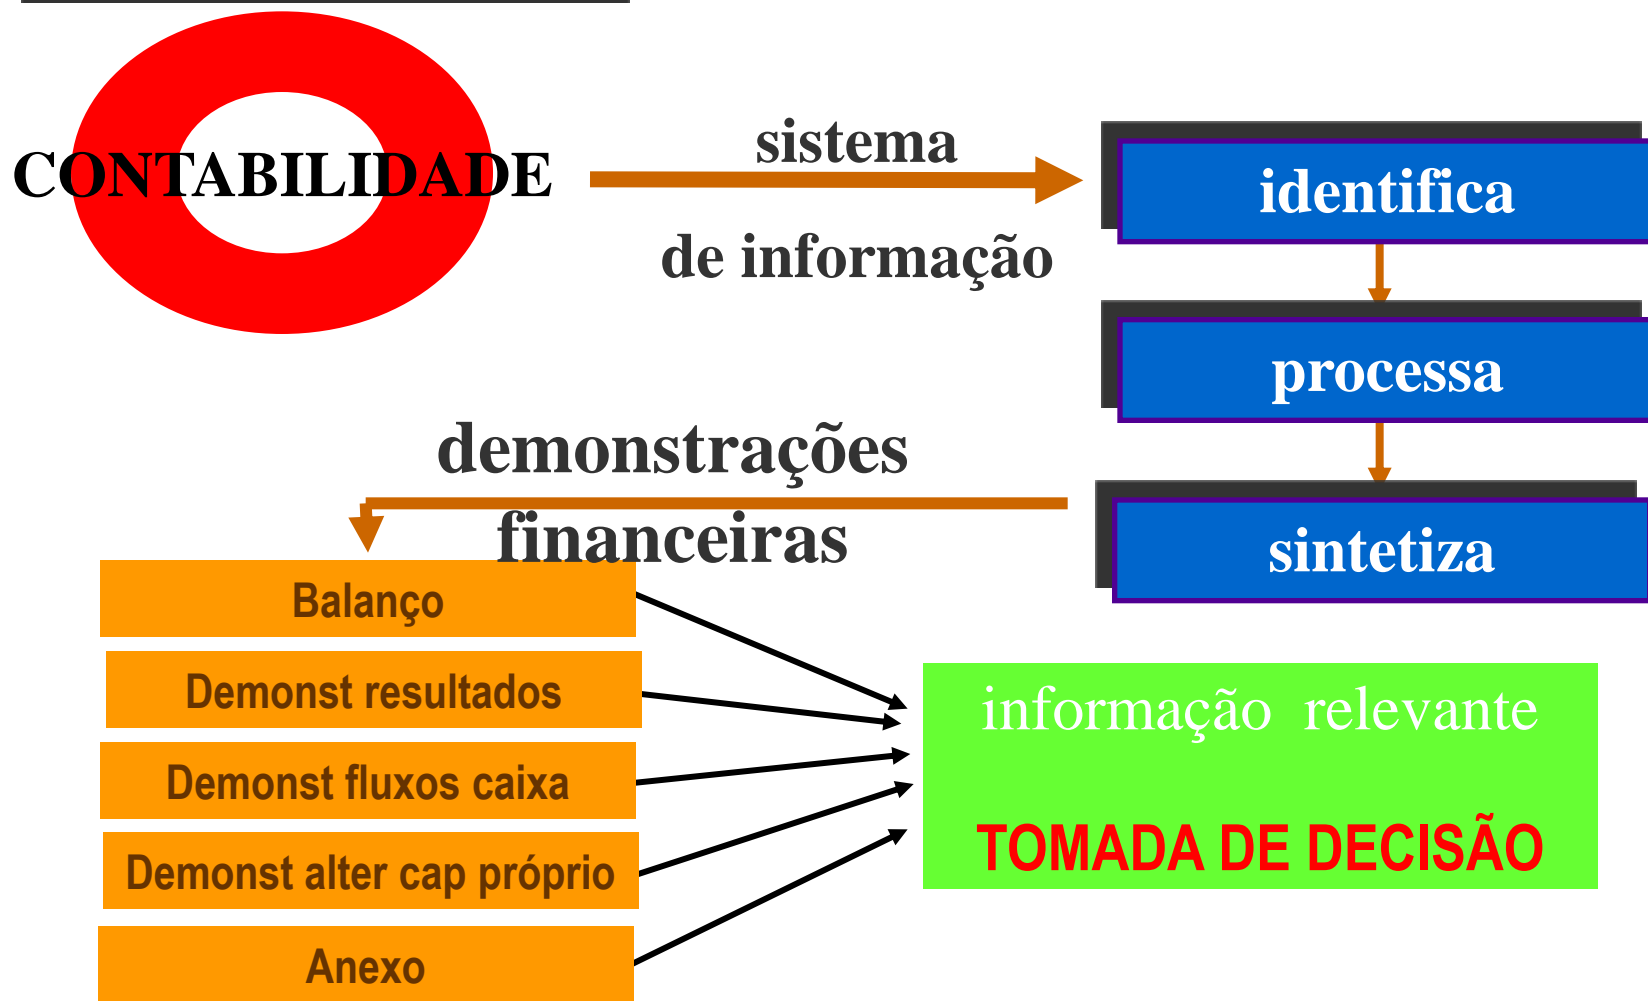 CONTABILIDADE
sistema
de informação
identifica
processa
sintetiza
demonstrações
financeiras
Balanço
Demonst resultados
Demonst fluxos caixa
Demonst alter cap próprio
Anexo
informação relevante
TOMADA DE DECISÃO